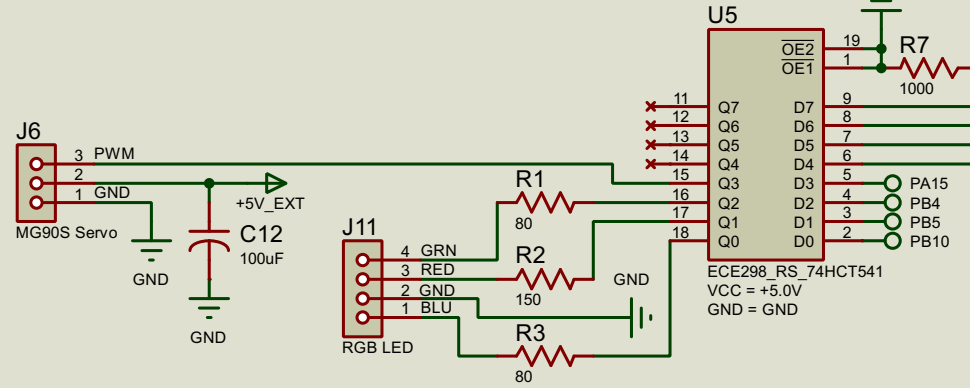 U5
OE2 19
OE1 1
R7
1000
11 Q7 D7 9
12 Q6 D6 8
13 Q5 D5 7
14 Q4 D4 6
15 Q3 D3 5 PA15
16 Q2 D2 4 PB4
17 Q1 D1 3 PB5
18 Q0 D0 2 PB10
ECE298_RS_74HCT541
VCC = +5.0V
GND = GND
J6
3 PWM
2
1 GND
MG90S Servo
+5V_EXT
GND
C12
100uF
GND
R1
80
J11
4 GRN
3 RED
2 GND
1 BLU
RGB LED
R2
150
GND
R3
80